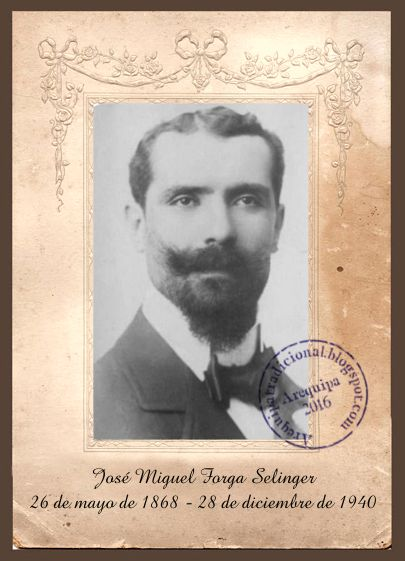 Arequipatradicional.blogspot.com
Arequipa
2016
José Miguel Forga Selinger
26 de mayo de 1868 - 28 de diciembre de 1940